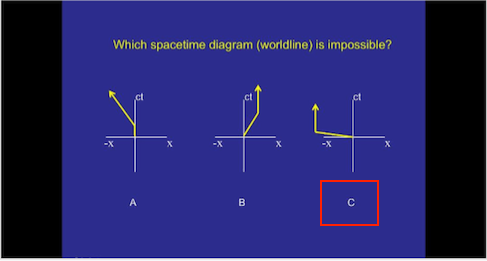 Which spacetime diagram (worldline) is impossible?
ct ct ct
-x x -x x -x x
A B C